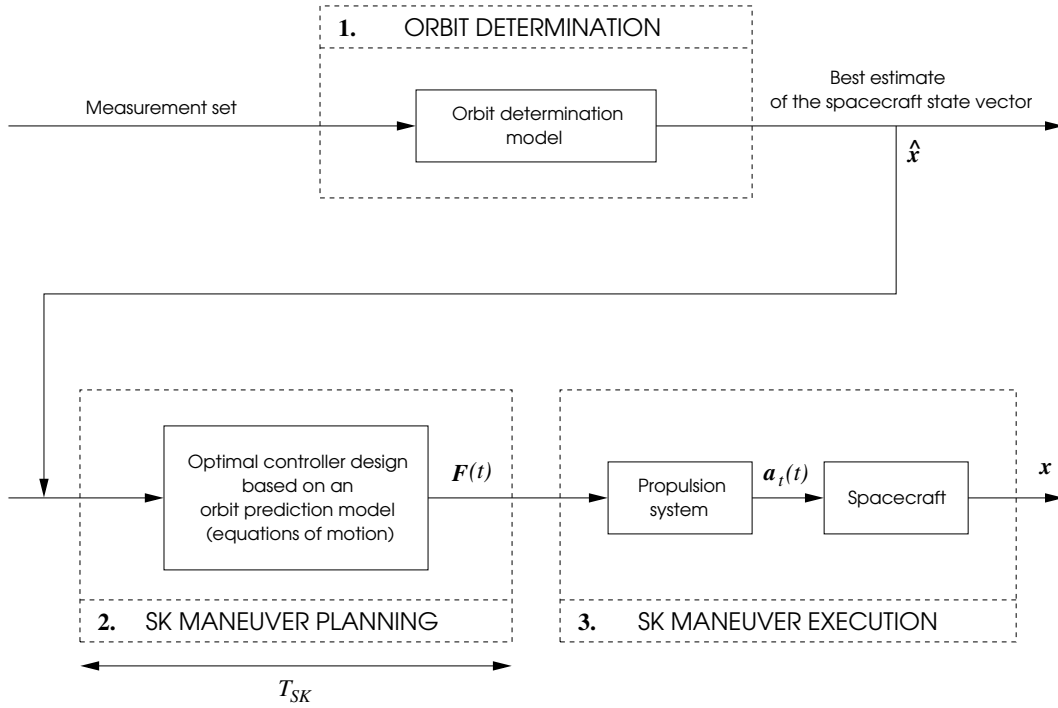 1. ORBIT DETERMINATION
Measurement set
Orbit determination
model
Best estimate
of the spacecraft state vector
x̂
Optimal controller design
based on an
orbit prediction model
(equations of motion)
F(t)
Propulsion
system
a_t(t)
Spacecraft
x
2. SK MANEUVER PLANNING
3. SK MANEUVER EXECUTION
T_SK